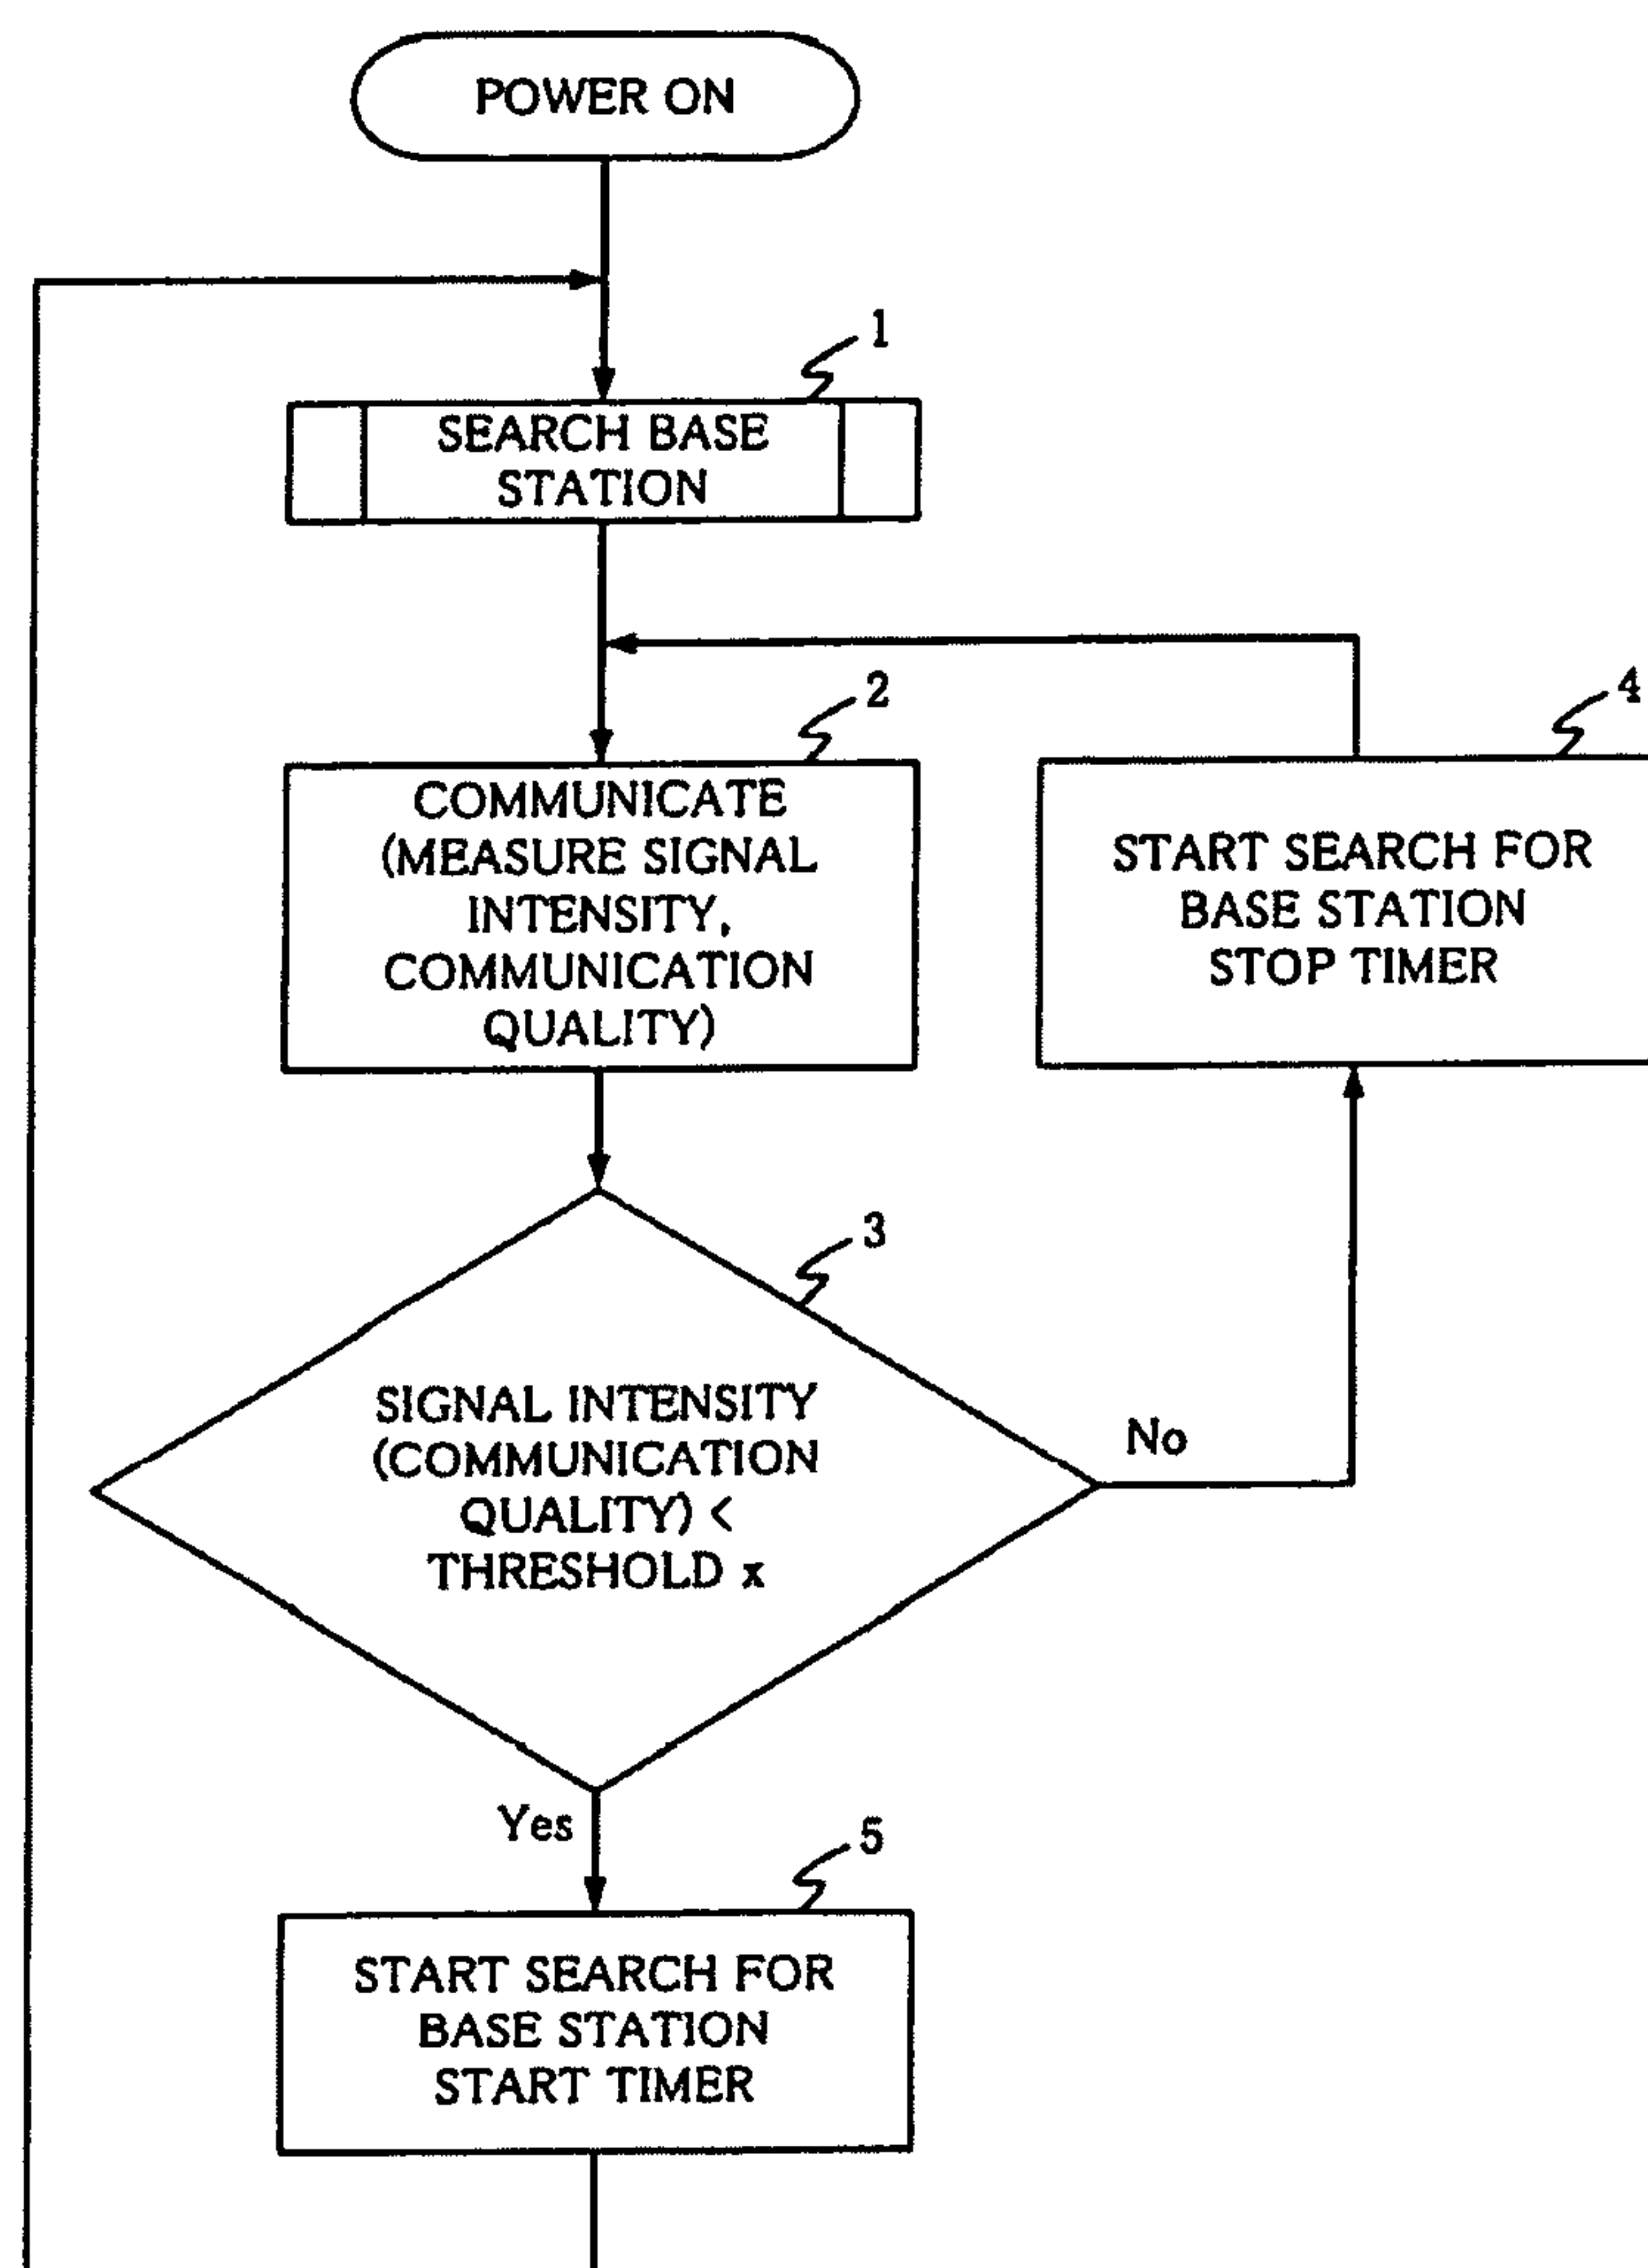 POWER ON
1
SEARCH BASE
STATION
2
COMMUNICATE
(MEASURE SIGNAL
INTENSITY,
COMMUNICATION
QUALITY)
4
START SEARCH FOR
BASE STATION
STOP TIMER
3
SIGNAL INTENSITY
(COMMUNICATION
QUALITY) <
THRESHOLD x
No
Yes
5
START SEARCH FOR
BASE STATION
START TIMER